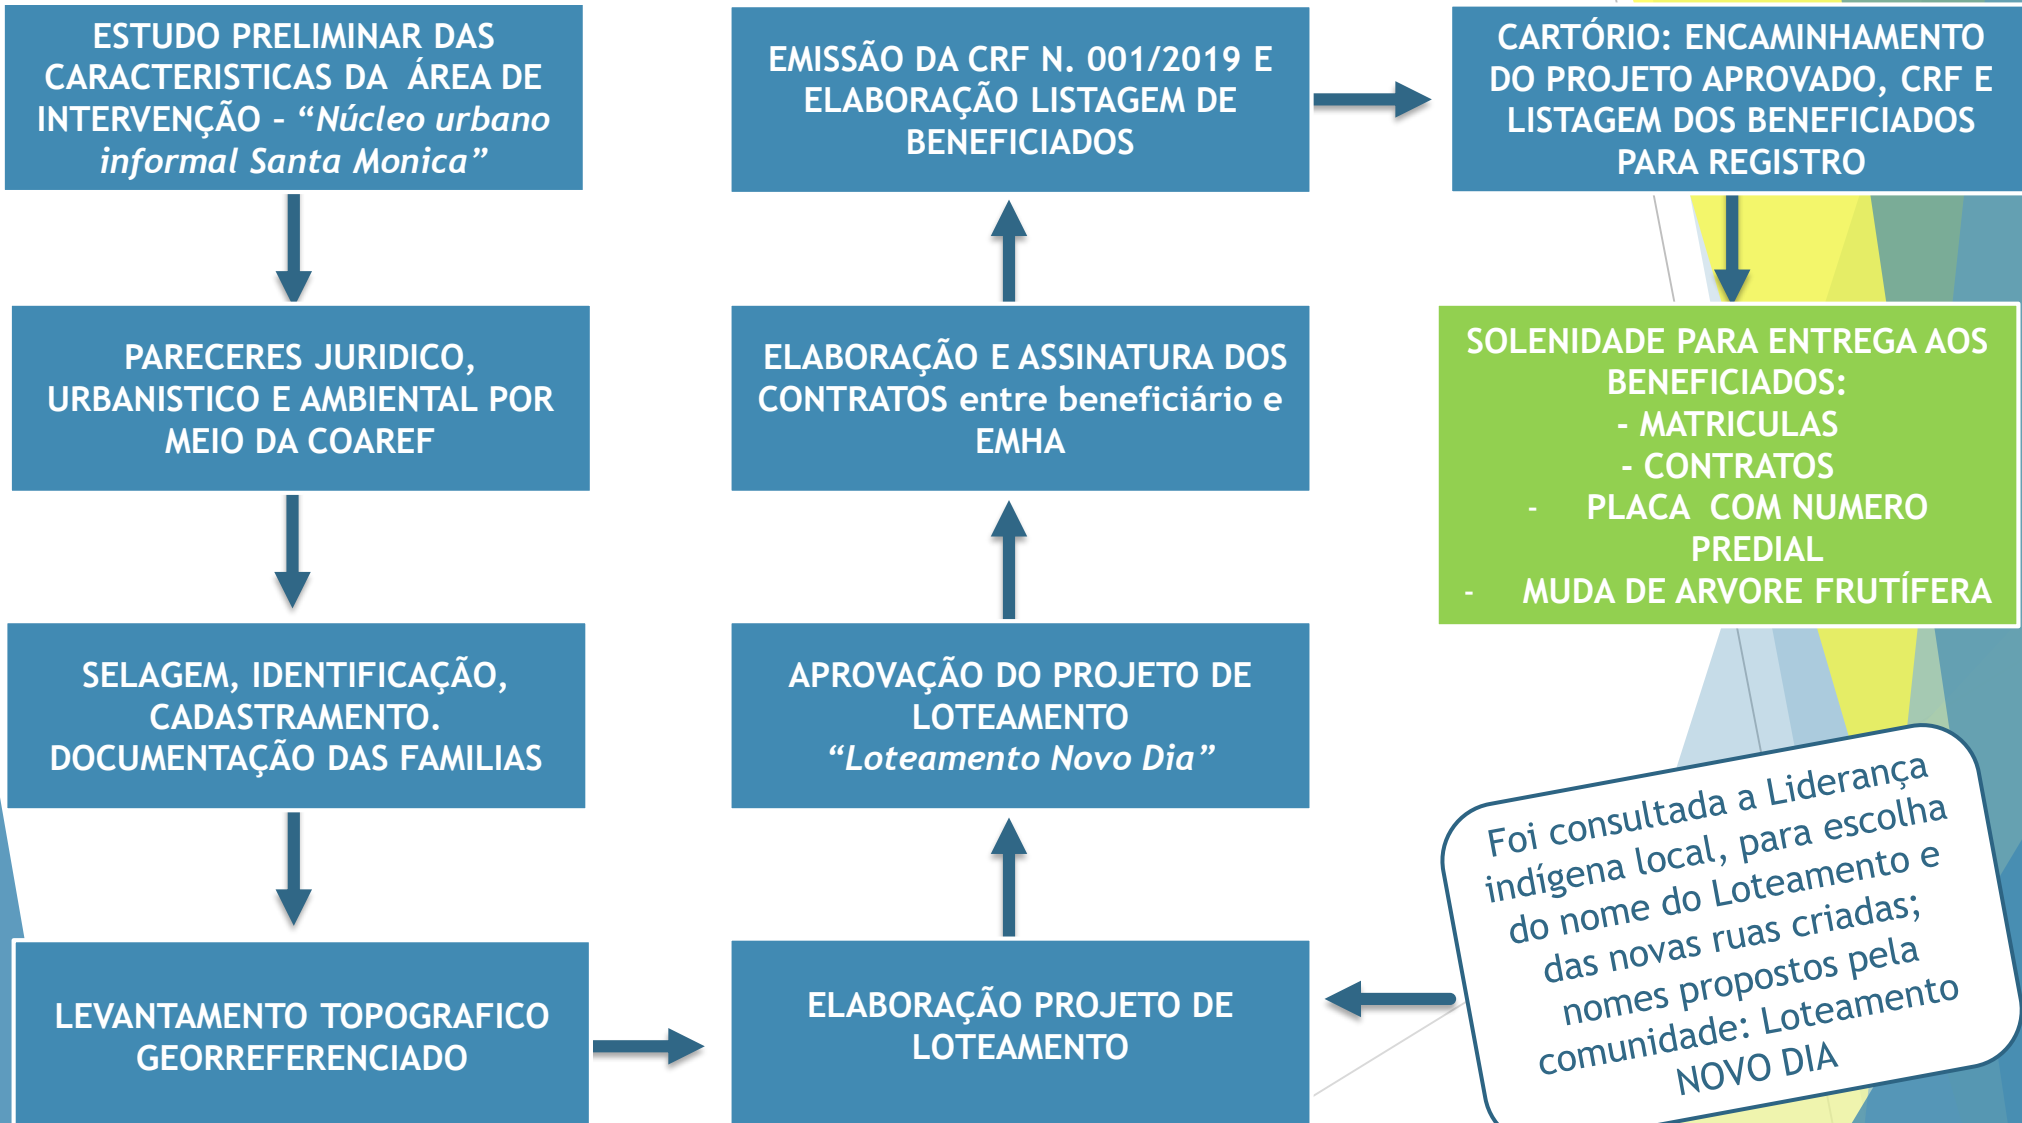 ESTUDO PRELIMINAR DAS
CARACTERISTICAS DA ÁREA DE
INTERVENÇÃO – “Núcleo urbano
informal Santa Monica”
PARECERES JURIDICO,
URBANISTICO E AMBIENTAL POR
MEIO DA COAREF
SELAGEM, IDENTIFICAÇÃO,
CADASTRAMENTO.
DOCUMENTAÇÃO DAS FAMILIAS
LEVANTAMENTO TOPOGRAFICO
GEORREFERENCIADO
ELABORAÇÃO PROJETO DE
LOTEAMENTO
Foi consultada a Liderança
indígena local, para escolha
do nome do Loteamento e
das novas ruas criadas;
nomes propostos pela
comunidade: Loteamento
NOVO DIA
APROVAÇÃO DO PROJETO DE
LOTEAMENTO
“Loteamento Novo Dia”
ELABORAÇÃO E ASSINATURA DOS
CONTRATOS entre beneficiário e
EMHA
EMISSÃO DA CRF N. 001/2019 E
ELABORAÇÃO LISTAGEM DE
BENEFICIADOS
CARTÓRIO: ENCAMINHAMENTO
DO PROJETO APROVADO, CRF E
LISTAGEM DOS BENEFICIADOS
PARA REGISTRO
SOLENIDADE PARA ENTREGA AOS
BENEFICIADOS:
- MATRICULAS
- CONTRATOS
- PLACA COM NUMERO
PREDIAL
- MUDA DE ARVORE FRUTÍFERA